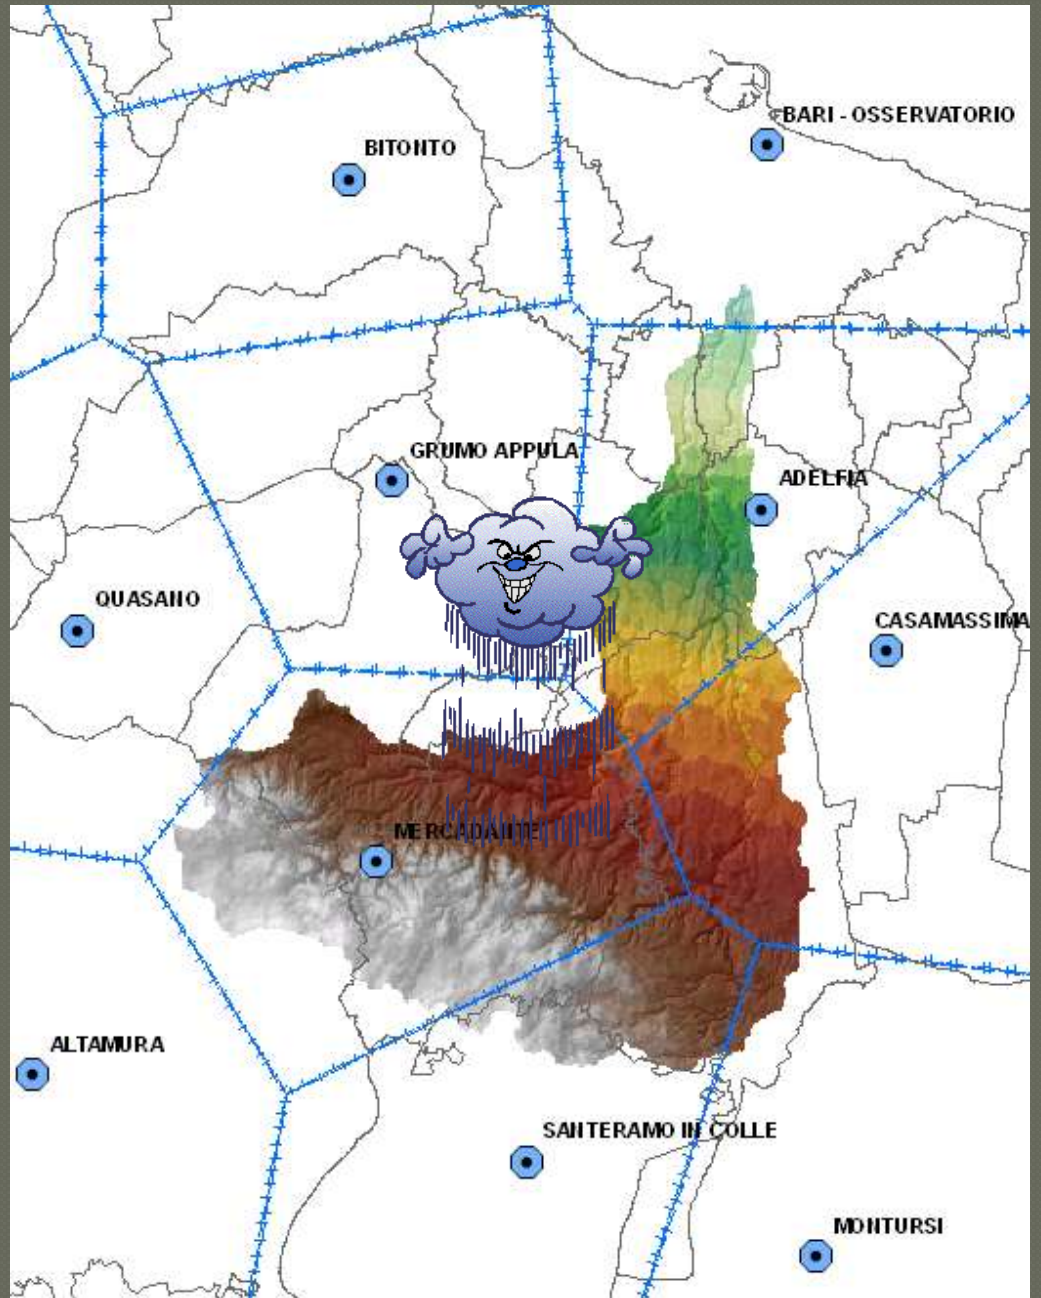 BARI - OSSERVATORIO
BITONTO
GRUMO APPULA
ADELFIA
QUASANO
CASAMASSIMA
MERCADANTE
ALTAMURA
SANTERAMO IN COLLE
MONTURSI